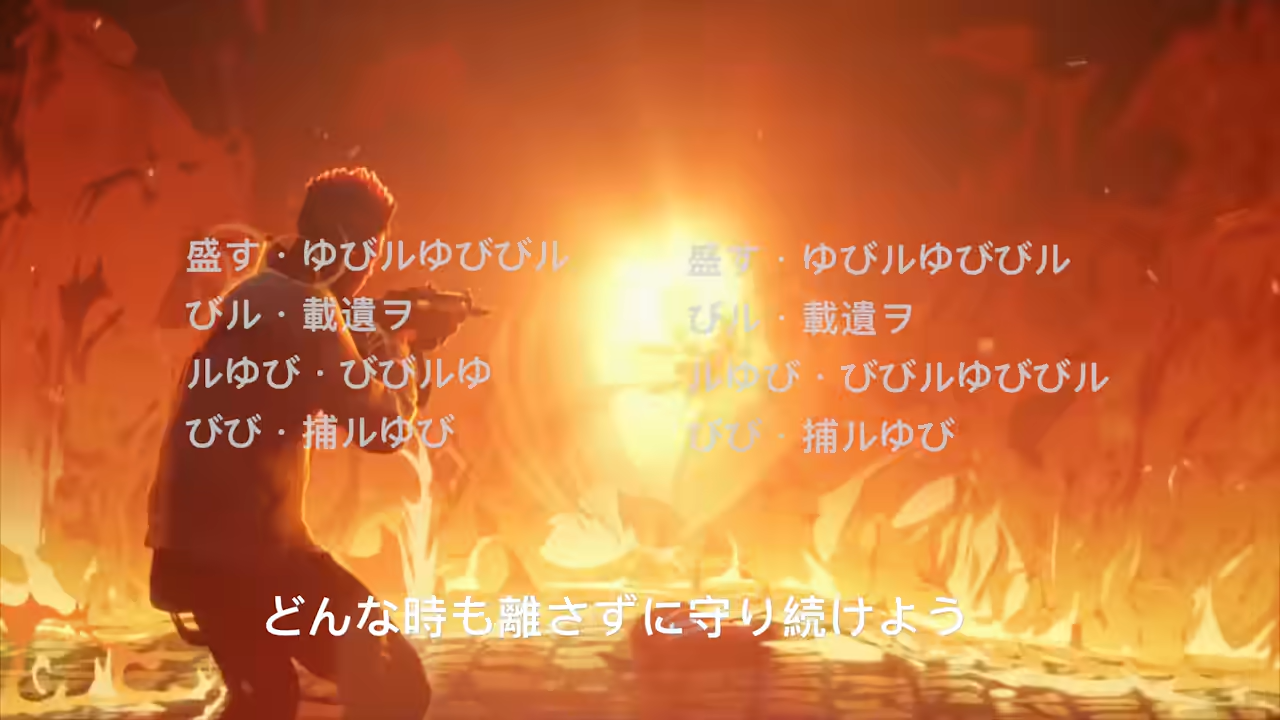 盛す・ゆびルゆびびル
びル・載遺ヲ
ルゆび・びびルゆ
びび・捕ルゆび
盛す・ゆびルゆびびル
びル・載遺ヲ
ルゆび・びびルゆびびル
びび・捕ルゆび
どんな時も離さずに守り続けよう